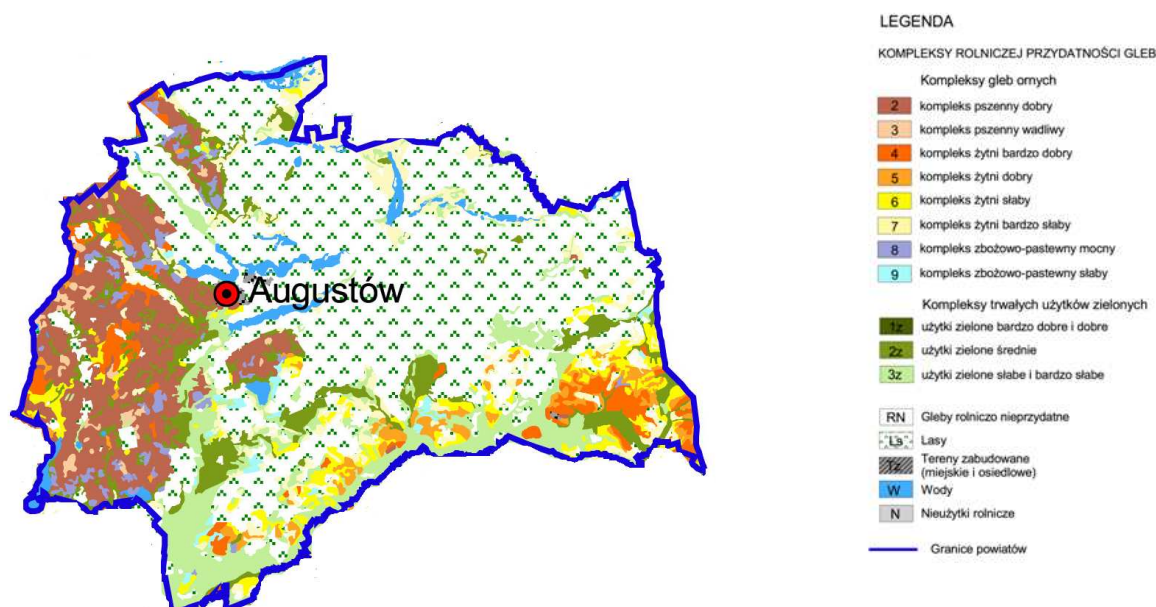 Augustów
LEGENDA
KOMPLEKSY ROLNICZEJ PRZYDATNOŚCI GLEB
Kompleksy gleb ornych
2 kompleks pszenny dobry
3 kompleks pszenny wadliwy
4 kompleks żytni bardzo dobry
5 kompleks żytni dobry
6 kompleks żytni słaby
7 kompleks żytni bardzo słaby
8 kompleks zbożowo-pastewny mocny
9 kompleks zbożowo-pastewny słaby
Kompleksy trwałych użytków zielonych
1z użytki zielone bardzo dobre i dobre
2z użytki zielone średnie
3z użytki zielone słabe i bardzo słabe
RN Gleby rolniczo nieprzydatne
Ls Lasy
Tz Tereny zabudowane
(miejskie i osiedlowe)
W Wody
N Nieużytki rolnicze
Granice powiatów